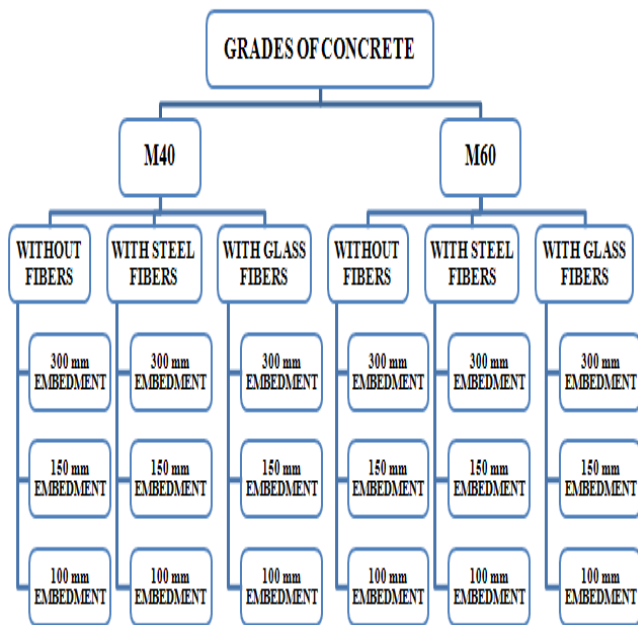 GRADES OF CONCRETE
M40
M60
WITHOUT
FIBERS
WITH STEEL
FIBERS
WITH GLASS
FIBERS
WITHOUT
FIBERS
WITH STEEL
FIBERS
WITH GLASS
FIBERS
300 mm
EMBEDMENT
300 mm
EMBEDMENT
300 mm
EMBEDMENT
300 mm
EMBEDMENT
300 mm
EMBEDMENT
300 mm
EMBEDMENT
150 mm
EMBEDMENT
150 mm
EMBEDMENT
150 mm
EMBEDMENT
150 mm
EMBEDMENT
150 mm
EMBEDMENT
150 mm
EMBEDMENT
100 mm
EMBEDMENT
100 mm
EMBEDMENT
100 mm
EMBEDMENT
100 mm
EMBEDMENT
100 mm
EMBEDMENT
100 mm
EMBEDMENT